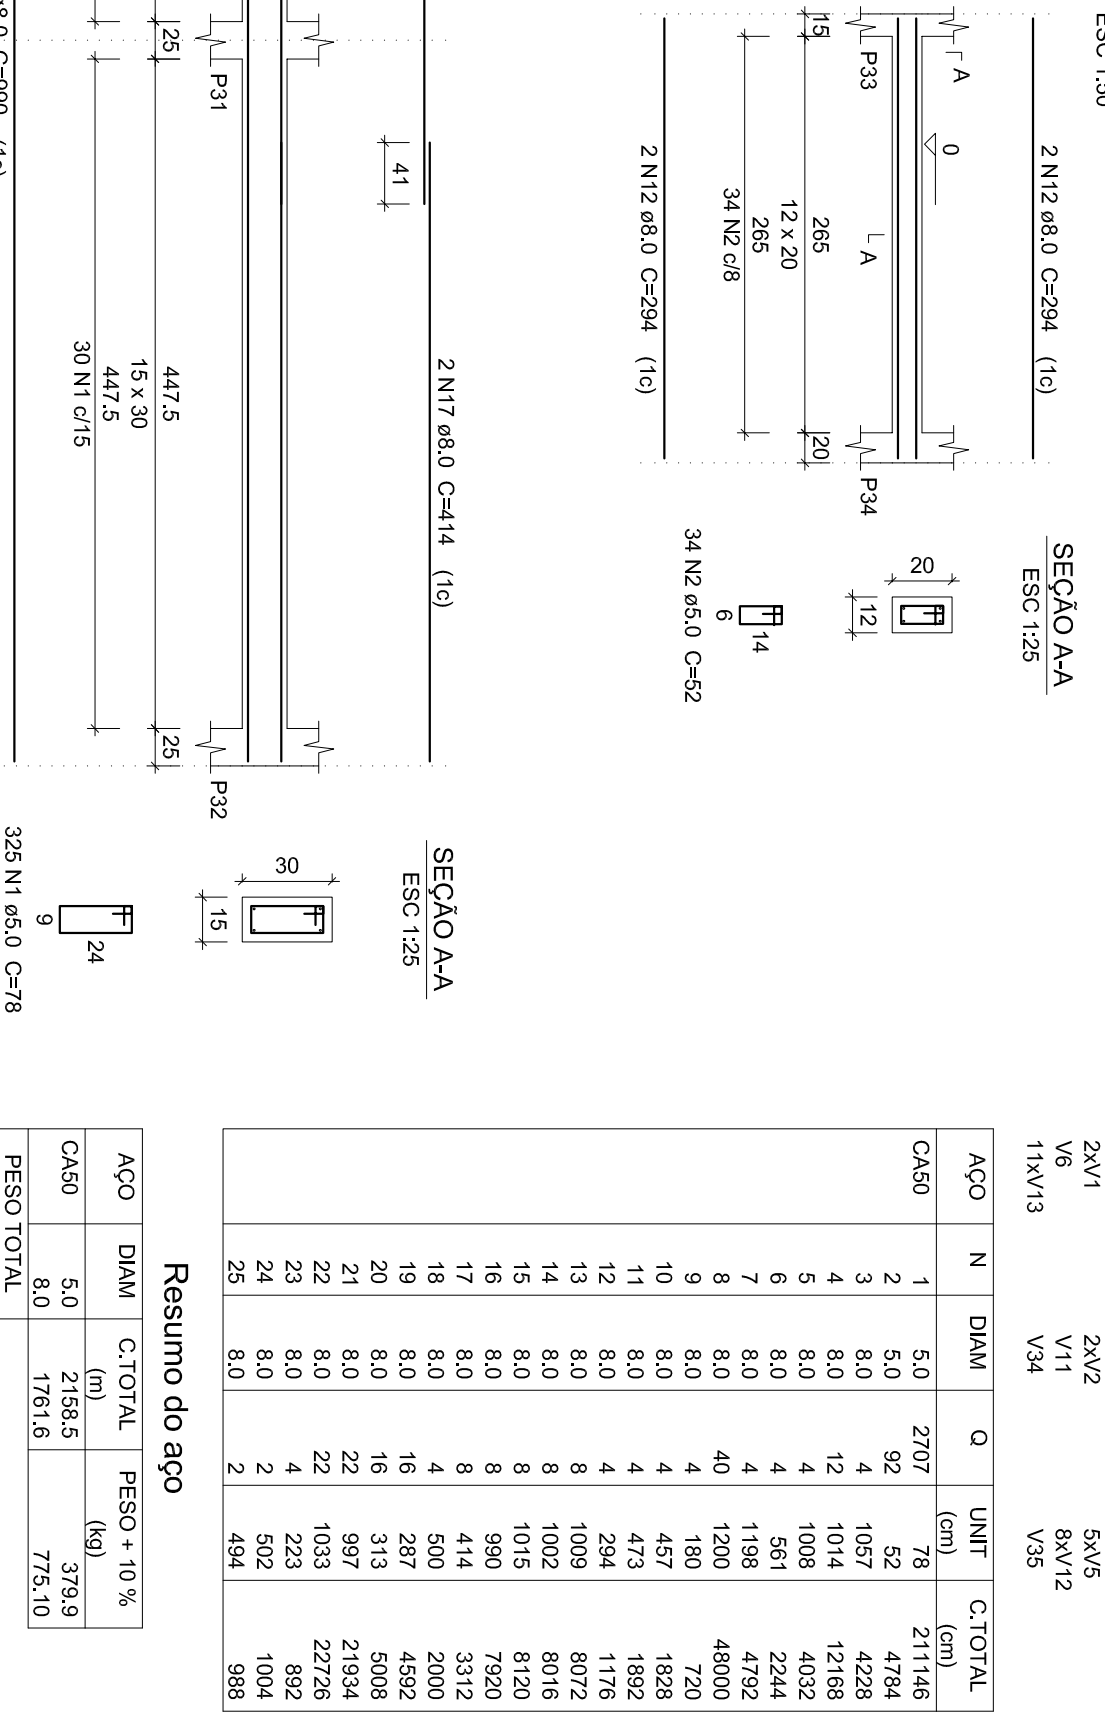 ESC 1:50
2 N12 ø8.0 C=294 (1c)
A
0
15
P33
A
265
12 x 20
265
34 N2 c/8
20
P34
2 N12 ø8.0 C=294 (1c)
SEÇÃO A-A
ESC 1:25
20
12
14
6
34 N2 ø5.0 C=52
41
2 N17 ø8.0 C=414 (1c)
25
P31
447.5
15 x 30
447.5
30 N1 c/15
25
P32
ø8.0 C=990 (1c)
SEÇÃO A-A
ESC 1:25
30
15
24
9
325 N1 ø5.0 C=78
2xV1 2xV2 5xV5
V6 V11 8xV12
11xV13 V34 V35
AÇO N DIAM Q UNIT C.TOTAL
(cm) (cm)
CA50 1 5.0 2707 78 211146
2 5.0 92 52 4784
3 8.0 4 1057 4228
4 8.0 12 1014 12168
5 8.0 4 1008 4032
6 8.0 4 561 2244
7 8.0 4 1198 4792
8 8.0 40 1200 48000
9 8.0 4 180 720
10 8.0 4 457 1828
11 8.0 4 473 1892
12 8.0 4 294 1176
13 8.0 8 1009 8072
14 8.0 8 1002 8016
15 8.0 8 1015 8120
16 8.0 8 990 7920
17 8.0 8 414 3312
18 8.0 4 500 2000
19 8.0 16 287 4592
20 8.0 16 313 5008
21 8.0 22 997 21934
22 8.0 22 1033 22726
23 8.0 4 223 892
24 8.0 2 502 1004
25 8.0 2 494 988
Resumo do aço
AÇO DIAM C.TOTAL PESO + 10 %
(m) (kg)
CA50 5.0 2158.5 379.9
8.0 1761.6 775.10
PESO TOTAL